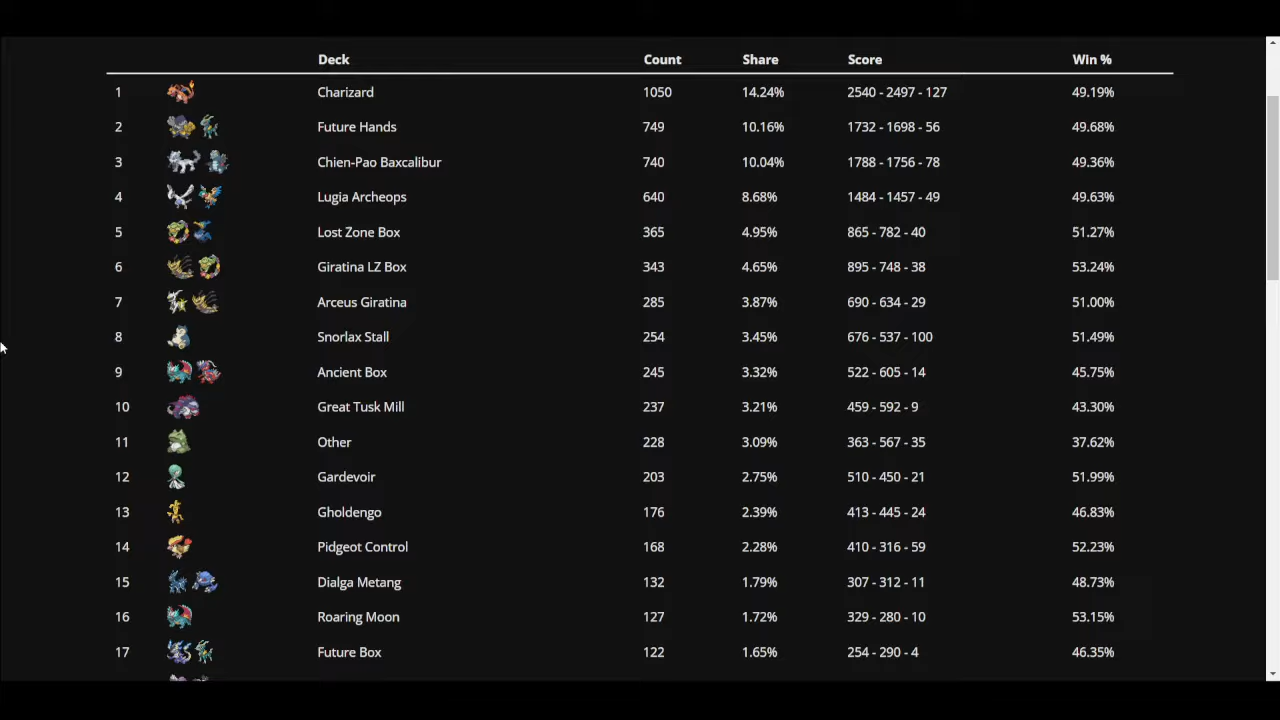 Deck Count Share Score Win %
1 Charizard 1050 14.24% 2540 - 2497 - 127 49.19%
2 Future Hands 749 10.16% 1732 - 1698 - 56 49.68%
3 Chien-Pao Baxcalibur 740 10.04% 1788 - 1756 - 78 49.36%
4 Lugia Archeops 640 8.68% 1484 - 1457 - 49 49.63%
5 Lost Zone Box 365 4.95% 865 - 782 - 40 51.27%
6 Giratina LZ Box 343 4.65% 895 - 748 - 38 53.24%
7 Arceus Giratina 285 3.87% 690 - 634 - 29 51.00%
8 Snorlax Stall 254 3.45% 676 - 537 - 100 51.49%
9 Ancient Box 245 3.32% 522 - 605 - 14 45.75%
10 Great Tusk Mill 237 3.21% 459 - 592 - 9 43.30%
11 Other 228 3.09% 363 - 567 - 35 37.62%
12 Gardevoir 203 2.75% 510 - 450 - 21 51.99%
13 Gholdengo 176 2.39% 413 - 445 - 24 46.83%
14 Pidgeot Control 168 2.28% 410 - 316 - 59 52.23%
15 Dialga Metang 132 1.79% 307 - 312 - 11 48.73%
16 Roaring Moon 127 1.72% 329 - 280 - 10 53.15%
17 Future Box 122 1.65% 254 - 290 - 4 46.35%